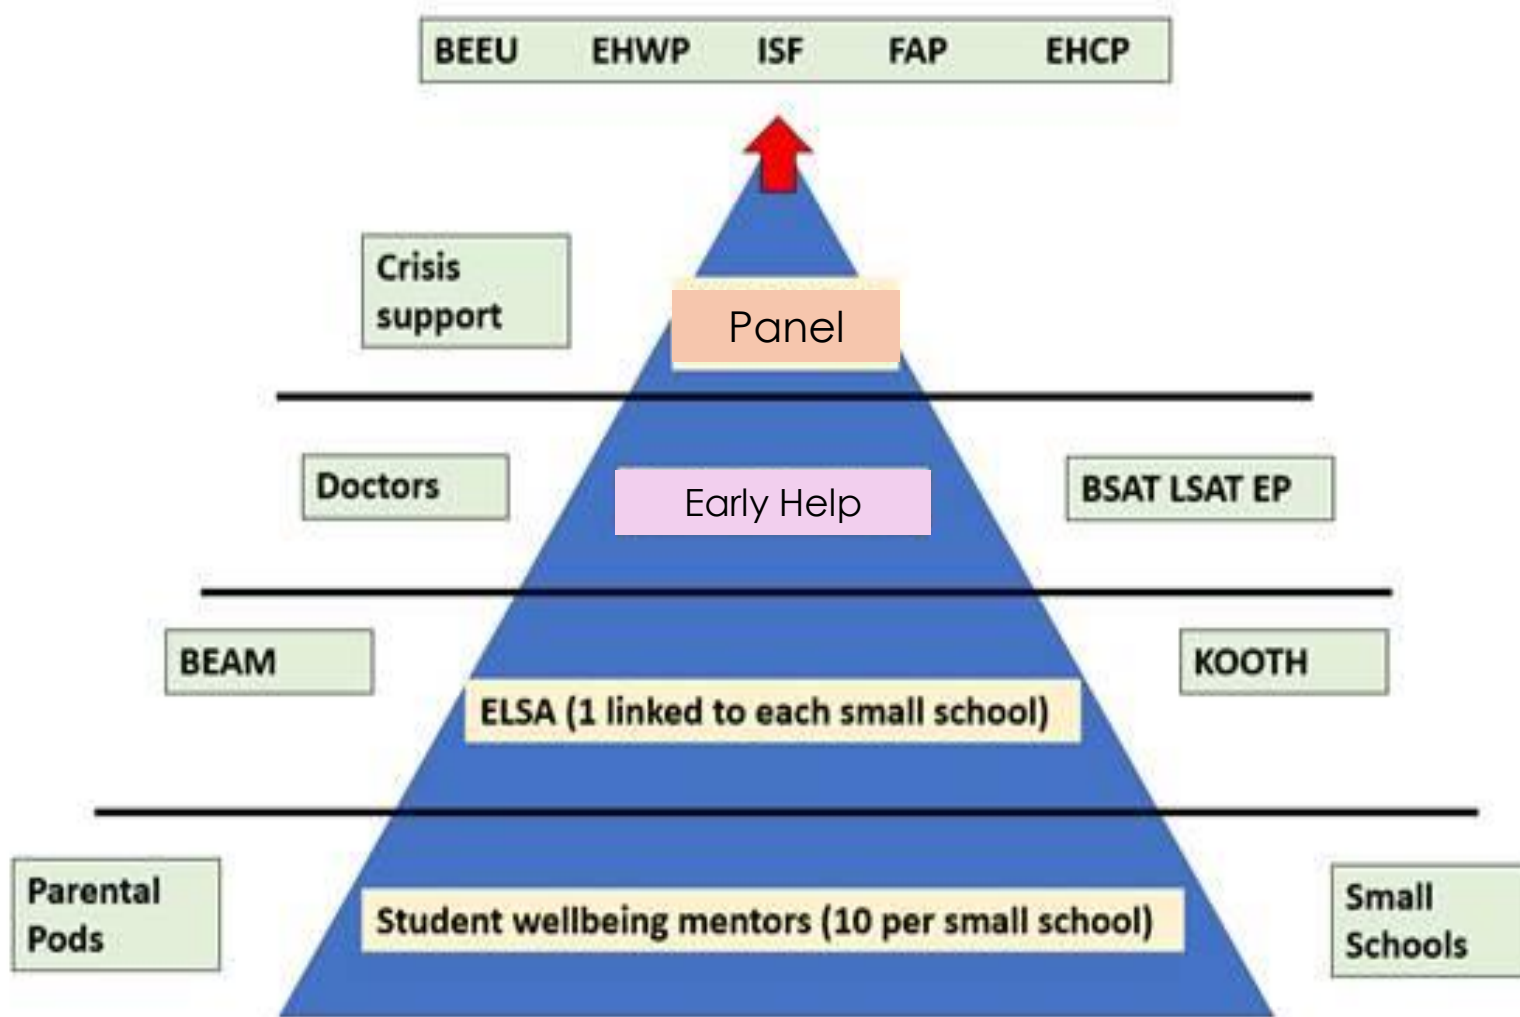 BEEU EHWP ISF FAP EHCP
Crisis
support
Panel
Doctors
Early Help
BSAT LSAT EP
BEAM
KOOTH
ELSA (1 linked to each small school)
Parental
Pods
Student wellbeing mentors (10 per small school)
Small
Schools